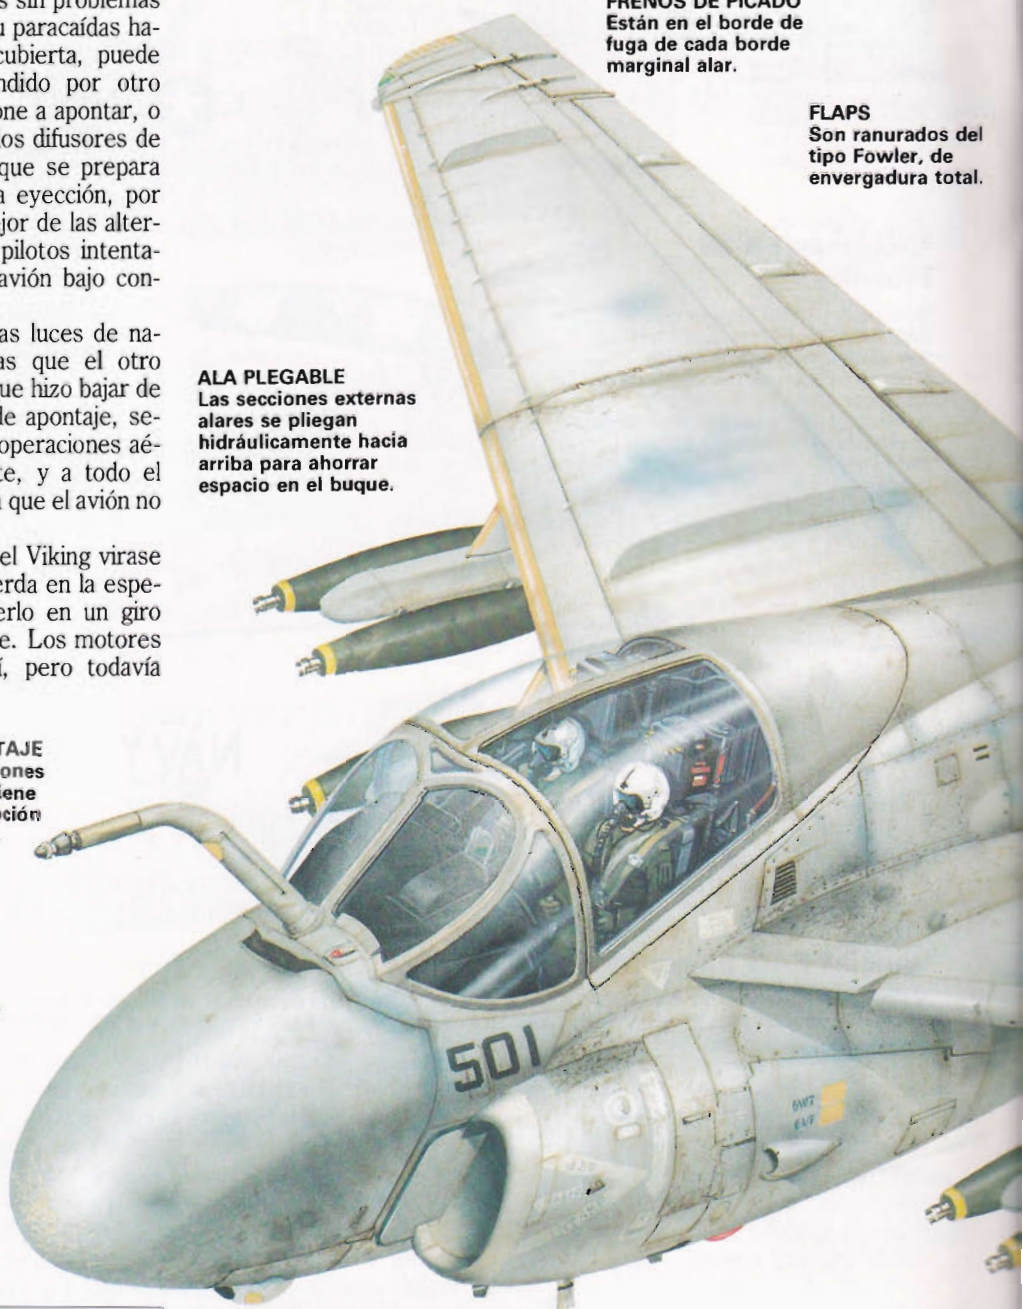 s sin problemas
u paracaídas ha-
cubierta, puede
ndido por otro
one a apontar, o
los difusores de
que se prepara
a eyección, por
jor de las alter-
pilotos intenta-
avión bajo con-
as luces de na-
as que el otro
ue hizo bajar de
de apontaje, se-
operaciones aé-
te, y a todo el
que el avión no
el Viking virase
erda en la espe-
erlo en un giro
e. Los motores
í, pero todavía
TAJE
ones
iene
ción
FRENOS DE PICADO
Están en el borde de
fuga de cada borde
marginal alar.
FLAPS
Son ranurados del
tipo Fowler, de
envergadura total.
ALA PLEGABLE
Las secciones externas
alares se pliegan
hidráulicamente hacia
arriba para ahorrar
espacio en el buque.
501